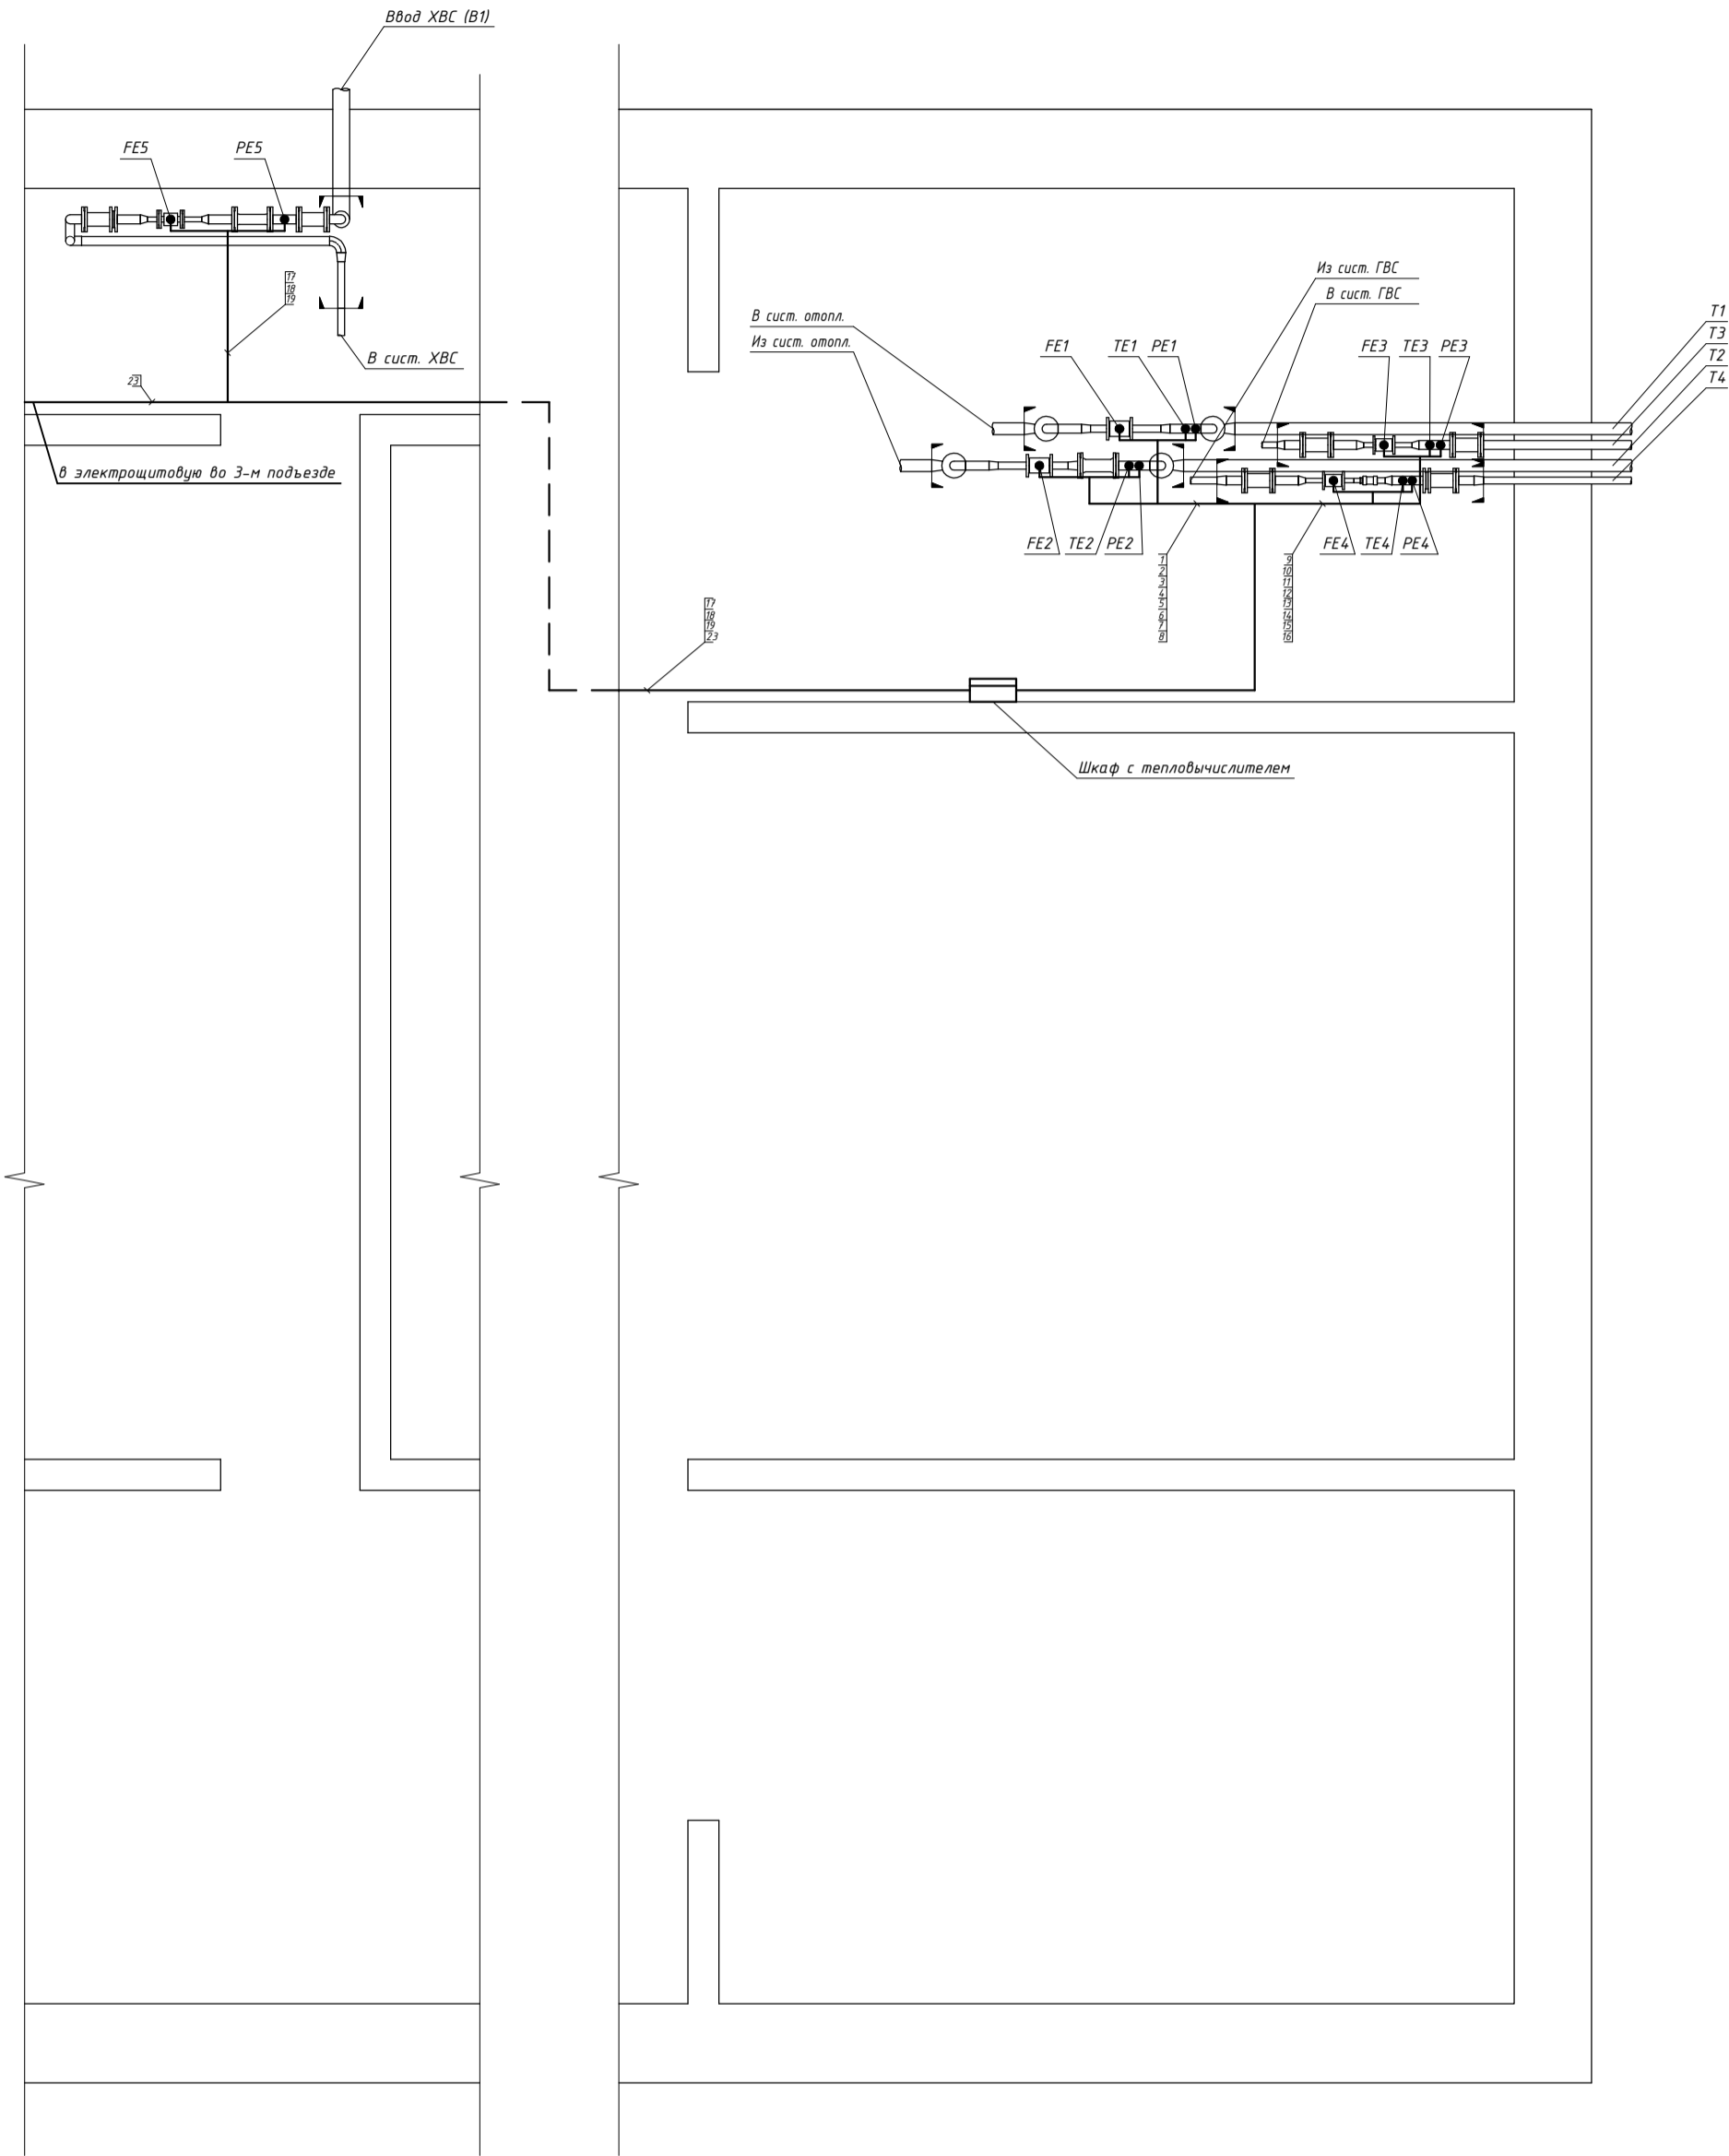 Ввод ХВС (В1)
FE5
PE5
17
18
19
В сист. ХВС
23
в электрощитовую во 3-м подъезде
Из сист. ГВС
В сист. ГВС
В сист. отопл.
Из сист. отопл.
FE1
TE1
PE1
FE3
TE3
PE3
T1
T3
T2
T4
FE2
TE2
PE2
FE4
TE4
PE4
1
2
3
4
5
6
7
8
9
10
11
12
13
14
15
16
17
18
19
23
Шкаф с тепловычислителем